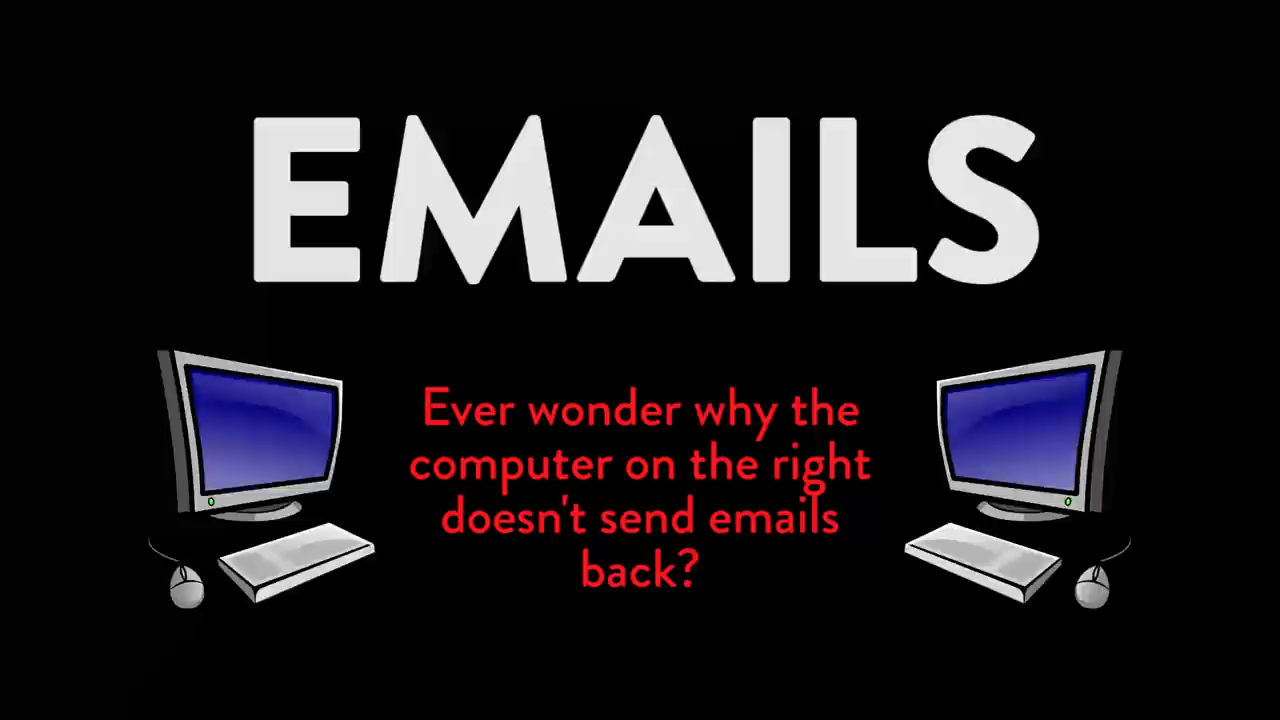 EMAILS
Ever wonder why the
computer on the right
doesn't send emails
back?